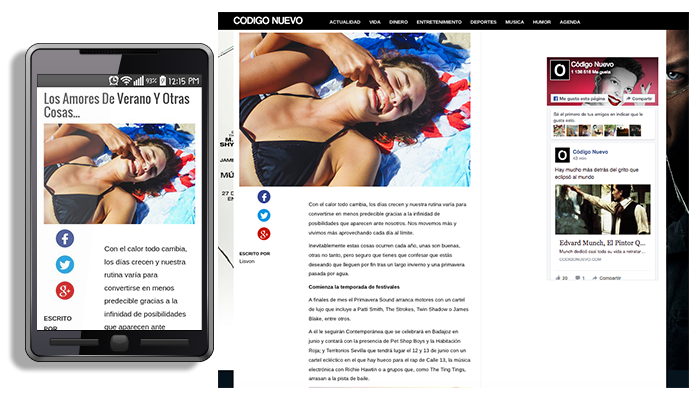 93% 12:15 PM
Los Amores De Verano Y Otras
Cosas...
Con el calor todo cambia,
los días crecen y nuestra
rutina varía para
convertirse en menos
predecible gracias a la
infinidad de posibilidades
que aparecen ante
ESCRITO
POR
CODIGO NUEVO
ACTUALIDAD VIDA DINERO ENTRETENIMIENTO DEPORTES MUSICA HUMOR AGENDA
ESCRITO POR
Lisvon
Con el calor todo cambia, los días crecen y nuestra rutina varía para
convertirse en menos predecible gracias a la infinidad de
posibilidades que aparecen ante nosotros. Nos movemos más y
vivimos más aprovechando cada día al límite.
Inevitablemente estas cosas ocurren cada año, unas son buenas,
otras no tanto, pero seguro que tienes que confesar que estás
deseando que lleguen por fin tras un largo invierno y una primavera
pasada por agua.
Comienza la temporada de festivales
A finales de mes el Primavera Sound arranca motores con un cartel
de lujo que incluye a Patti Smith, The Strokes, Twin Shadow o James
Blake, entre otros.
A él le seguirán Contemporánea que se celebrará en Badajoz en
junio y contará con la presencia de Pet Shop Boys y la Habitación
Roja; y Territorios Sevilla que tendrá lugar el 12 y 13 de junio con un
cartel ecléctico en el que hay hueco para el rap de Calle 13, la música
electrónica con Richie Hawtin o a grupos que, como The Ting Tings,
arrasan a la pista de baile.
Código Nuevo
1 136 516 Me gusta
Me gusta esta página
Compartir
Sé el primero de tus amigos en indicar que le
gusta esto.
Código Nuevo
53 min
Hay mucho más detrás del grito que
eclipsó al mundo
Edvard Munch, El Pintor Q...
Munch dedicó casi toda su vida a retratar...
CODIGONUEVO.COM
20 1 Compartir